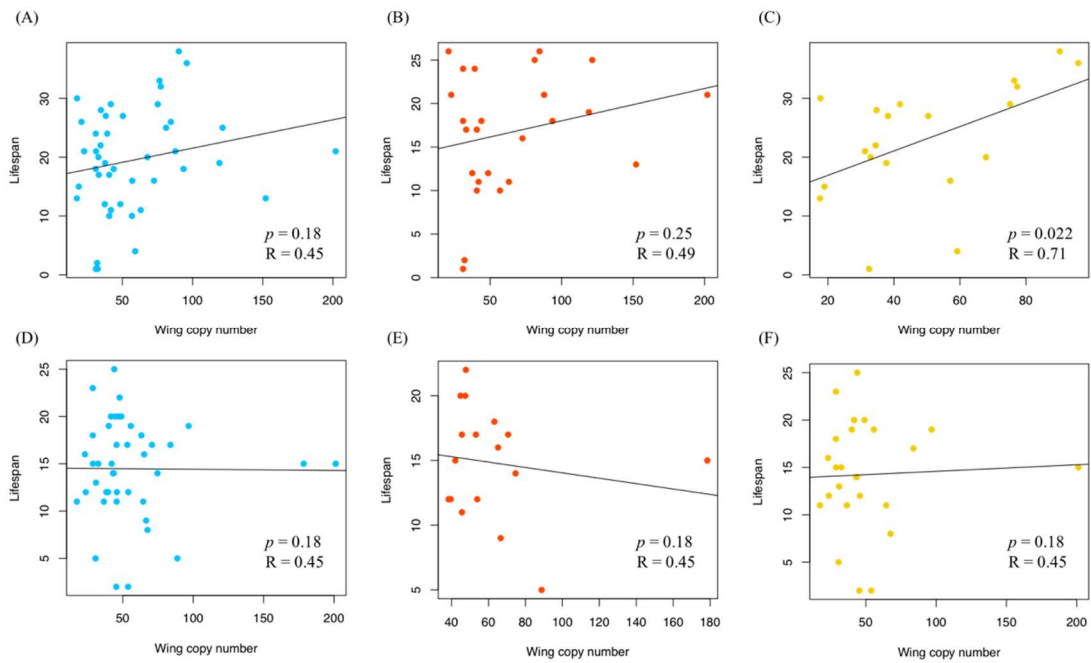 (A)
Lifespan
0
10
20
30
50
100
150
200
Wing copy number
p = 0.18
R = 0.45
(B)
Lifespan
0
5
10
15
20
25
50
100
150
200
Wing copy number
p = 0.25
R = 0.49
(C)
Lifespan
0
10
20
30
20
40
60
80
Wing copy number
p = 0.022
R = 0.71
(D)
Lifespan
5
10
15
20
25
50
100
150
200
Wing copy number
p = 0.18
R = 0.45
(E)
Lifespan
5
10
15
20
40
60
80
100
120
140
160
180
Wing copy number
p = 0.18
R = 0.45
(F)
Lifespan
5
10
15
20
25
50
100
150
200
Wing copy number
p = 0.18
R = 0.45